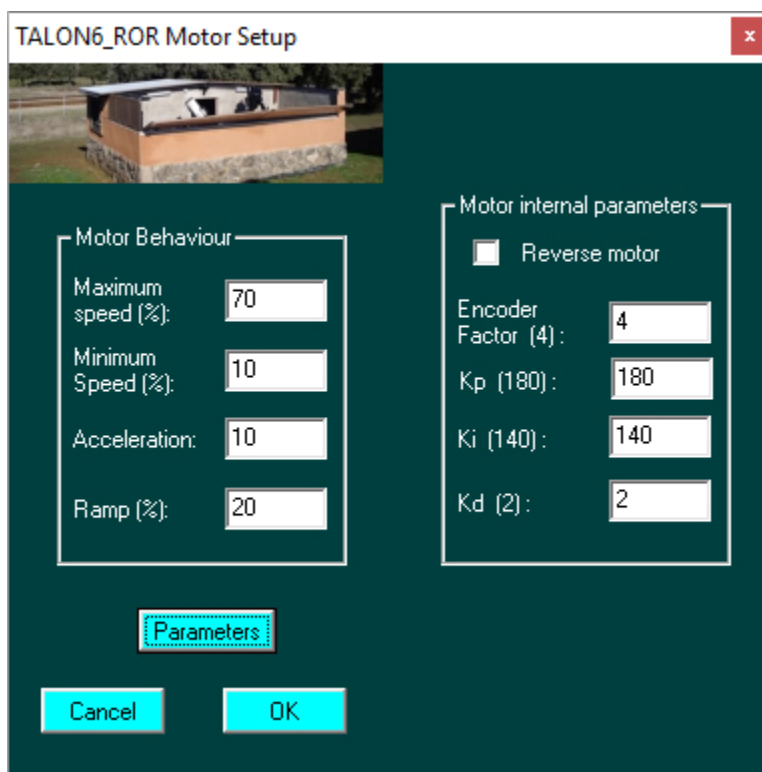 TALON6_ROR Motor Setup
x
Motor Behaviour
Maximum
speed (%):
70
Minimum
Speed (%):
10
Acceleration:
10
Ramp (%):
20
Motor internal parameters
Reverse motor
Encoder
Factor (4) :
4
Kp (180) :
180
Ki (140) :
140
Kd (2) :
2
Parameters
Cancel
OK